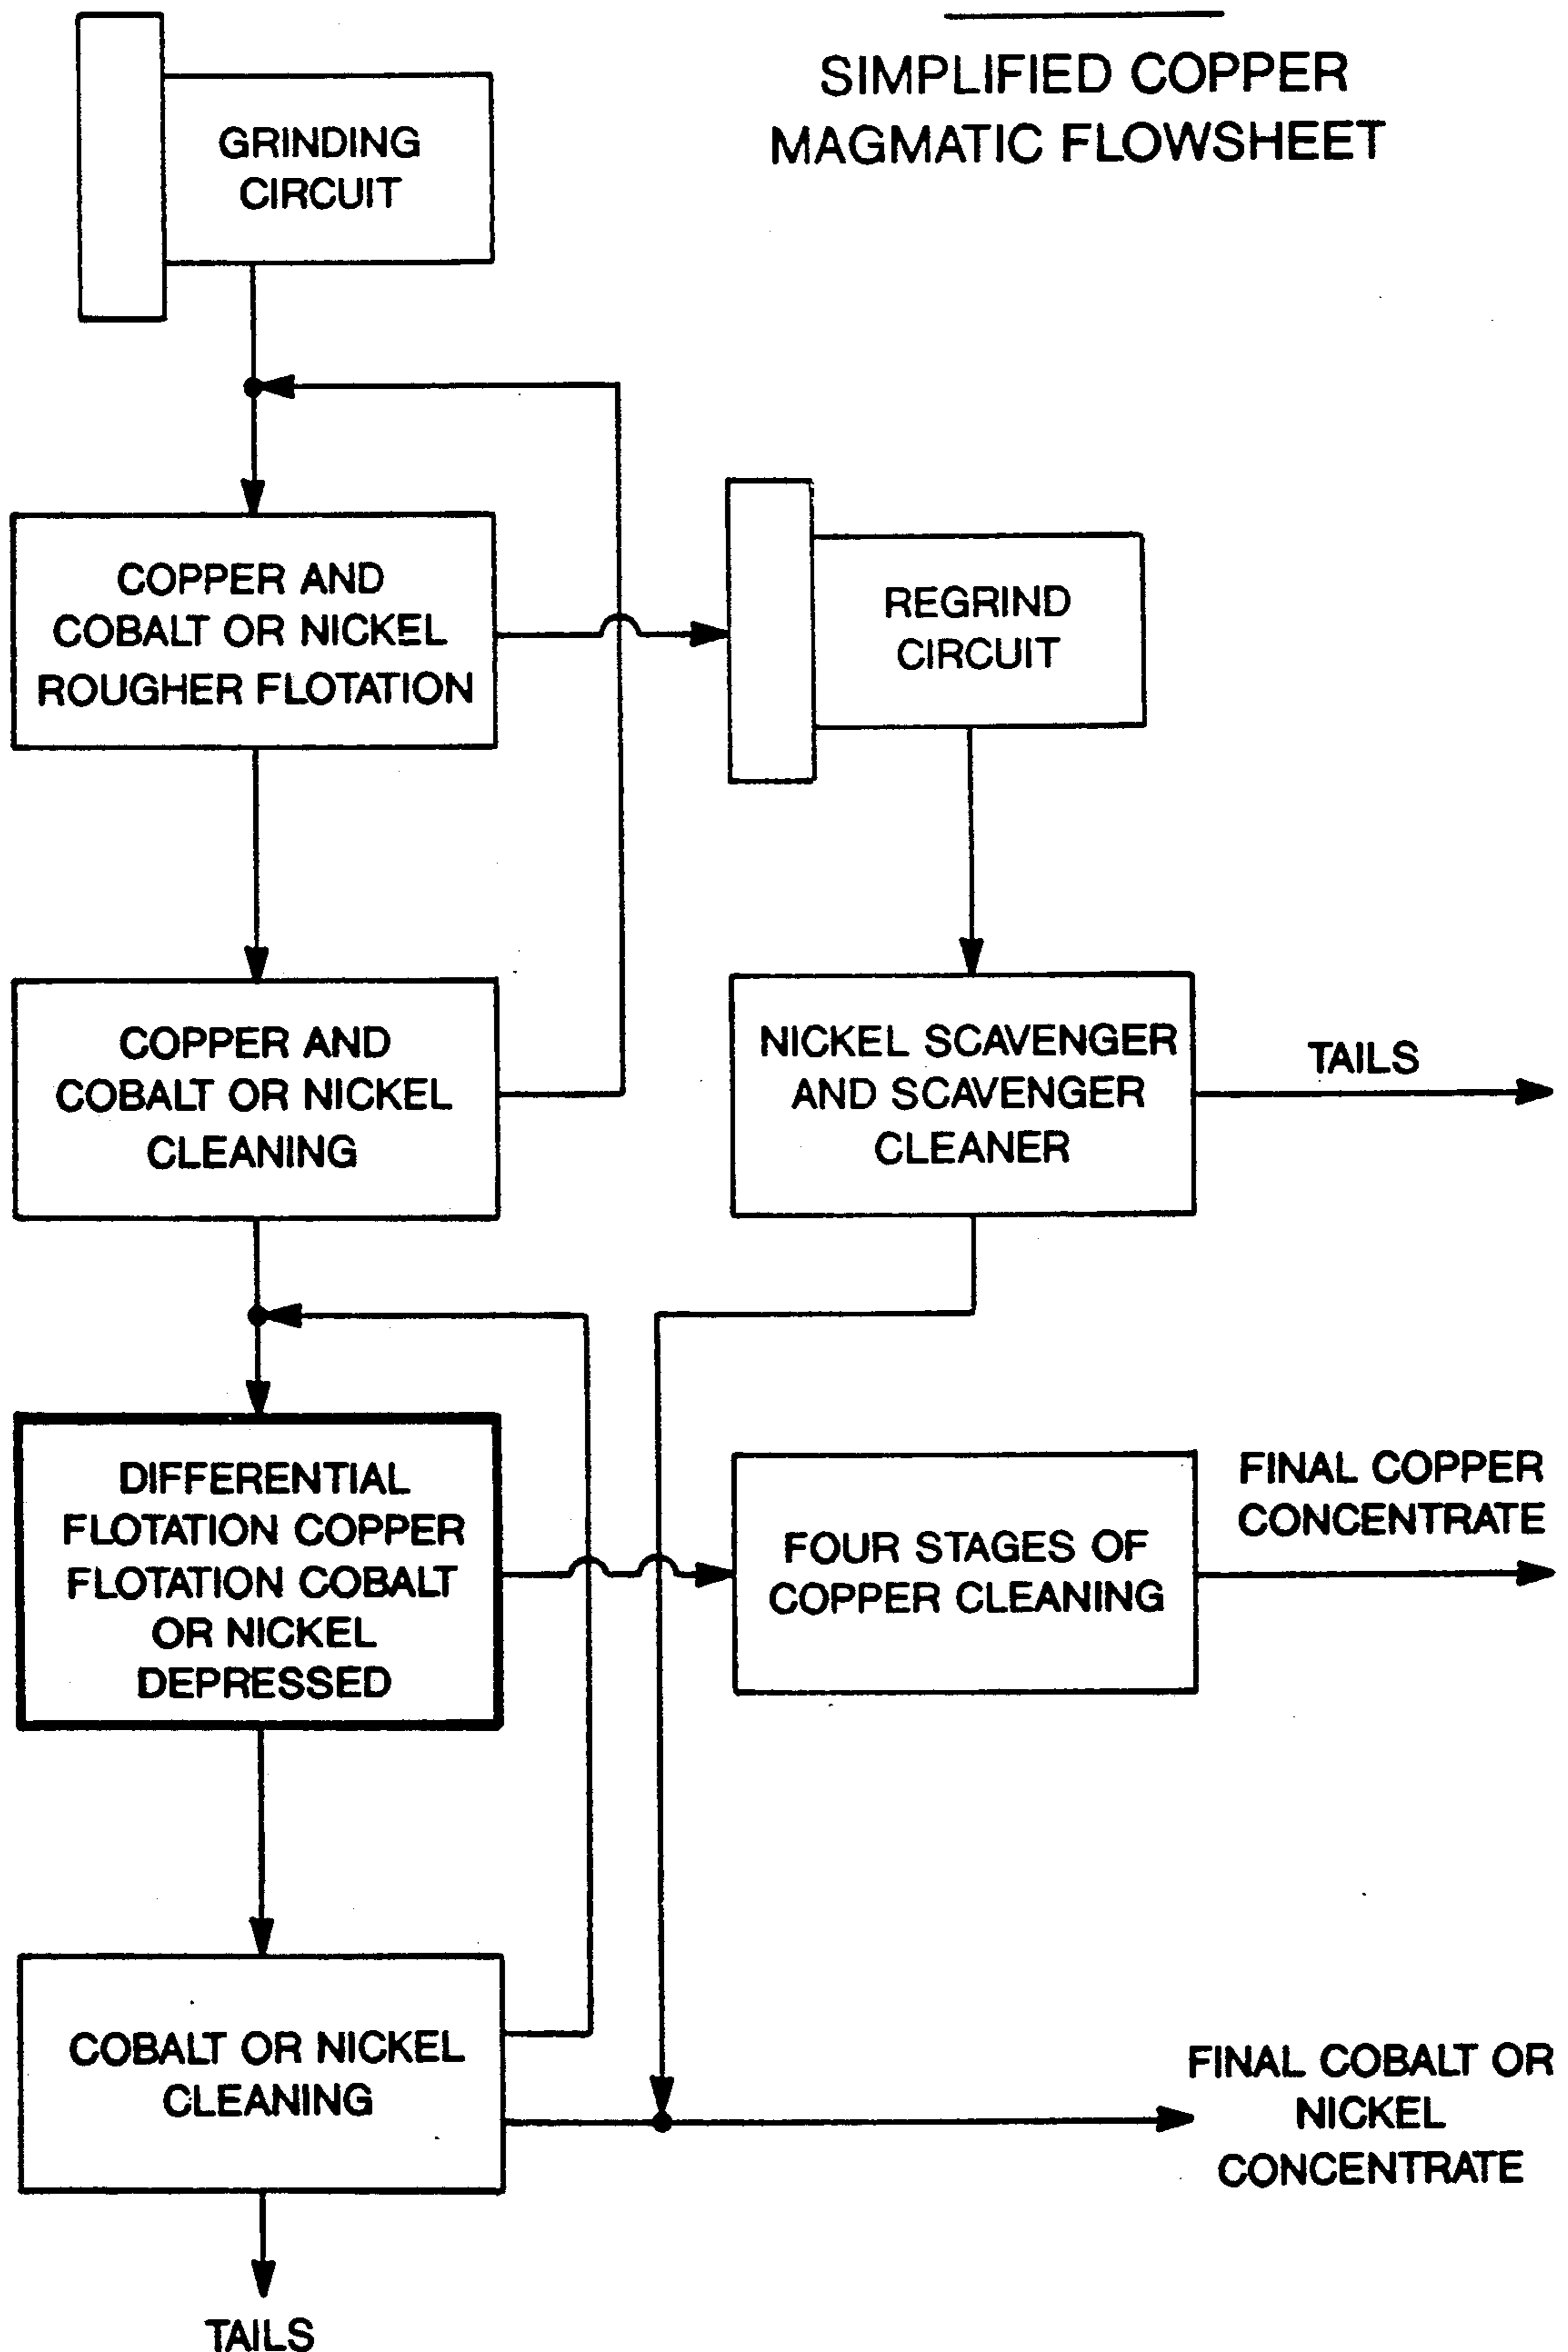 SIMPLIFIED COPPER
MAGMATIC FLOWSHEET
GRINDING
CIRCUIT
COPPER AND
COBALT OR NICKEL
ROUGHER FLOTATION
REGRIND
CIRCUIT
COPPER AND
COBALT OR NICKEL
CLEANING
NICKEL SCAVENGER
AND SCAVENGER
CLEANER
TAILS
DIFFERENTIAL
FLOTATION COPPER
FLOTATION COBALT
OR NICKEL
DEPRESSED
FOUR STAGES OF
COPPER CLEANING
FINAL COPPER
CONCENTRATE
COBALT OR NICKEL
CLEANING
FINAL COBALT OR
NICKEL
CONCENTRATE
TAILS